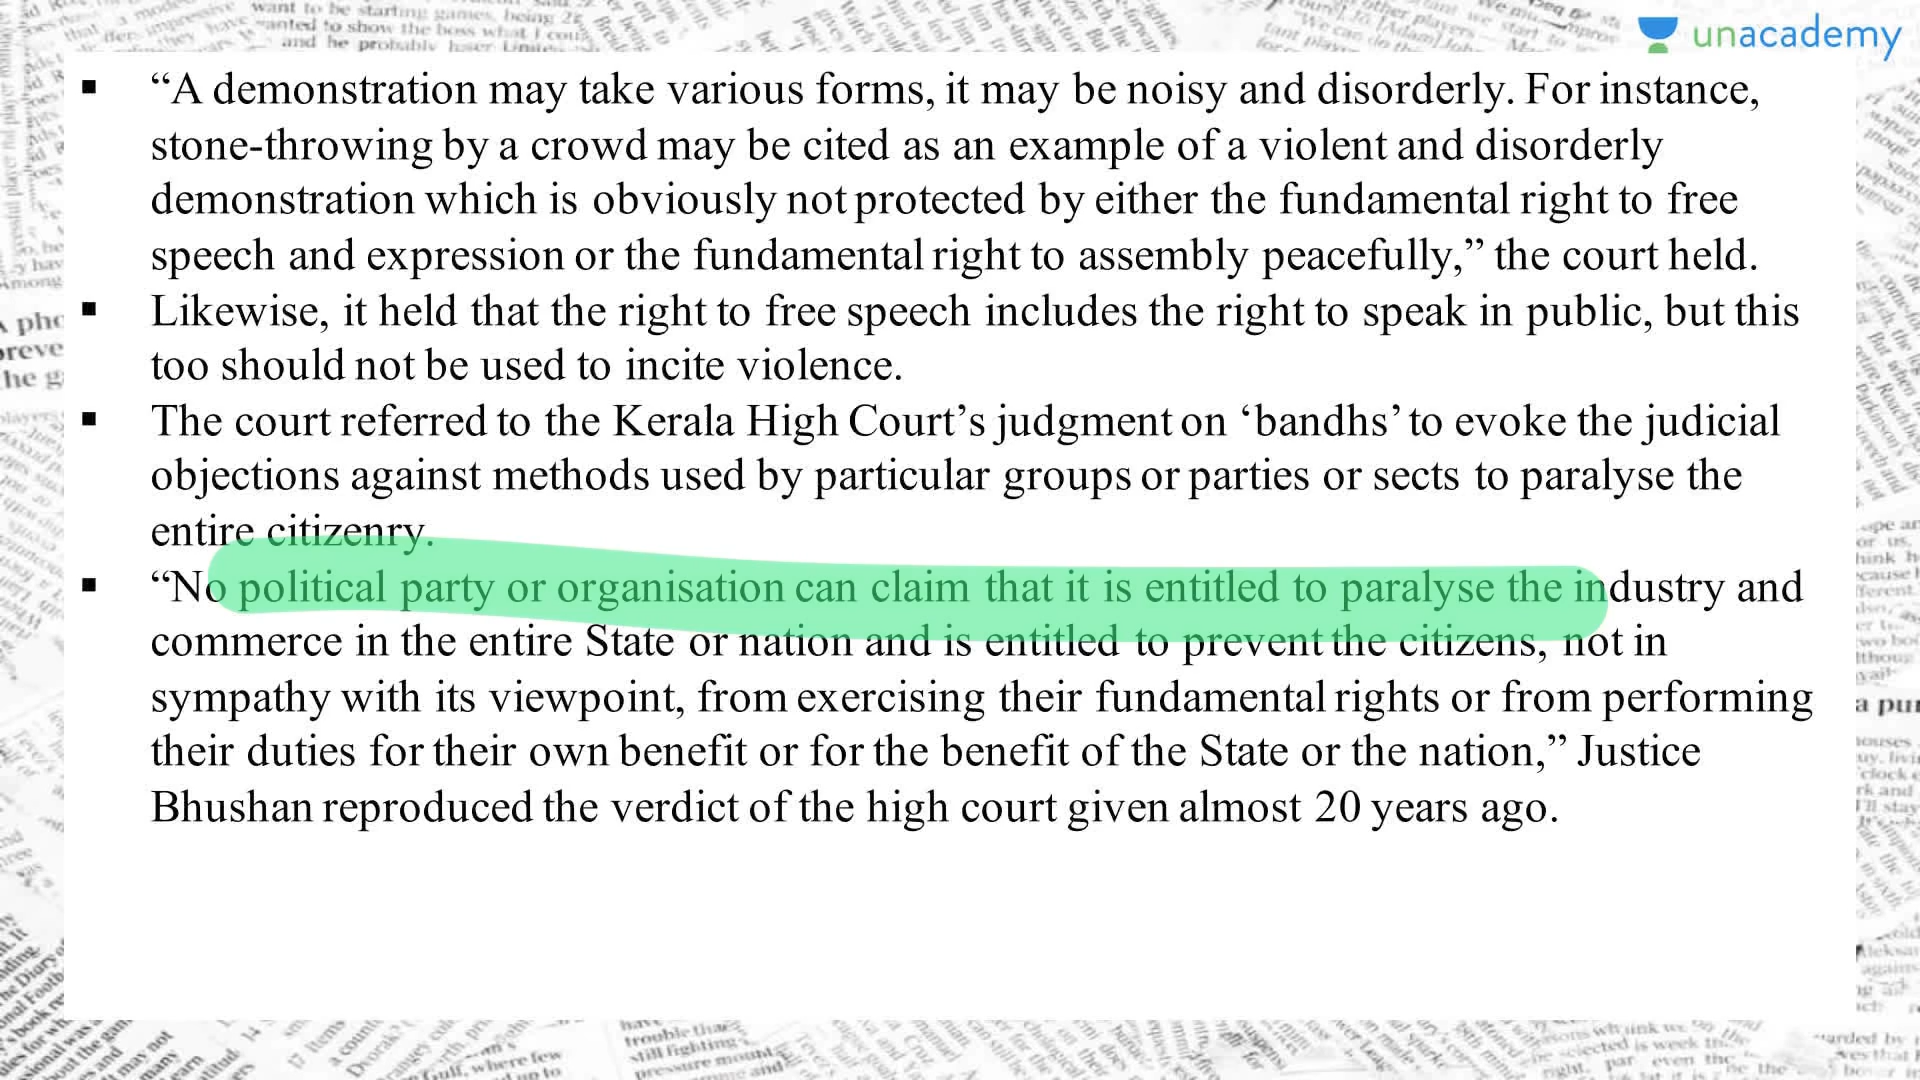 unacademy
▪ “A demonstration may take various forms, it may be noisy and disorderly. For instance,
stone-throwing by a crowd may be cited as an example of a violent and disorderly
demonstration which is obviously not protected by either the fundamental right to free
speech and expression or the fundamental right to assembly peacefully,” the court held.
▪ Likewise, it held that the right to free speech includes the right to speak in public, but this
too should not be used to incite violence.
▪ The court referred to the Kerala High Court’s judgment on ‘bandhs’ to evoke the judicial
objections against methods used by particular groups or parties or sects to paralyse the
entire citizenry.
▪ “No political party or organisation can claim that it is entitled to paralyse the industry and
commerce in the entire State or nation and is entitled to prevent the citizens, not in
sympathy with its viewpoint, from exercising their fundamental rights or from performing
their duties for their own benefit or for the benefit of the State or the nation,” Justice
Bhushan reproduced the verdict of the high court given almost 20 years ago.